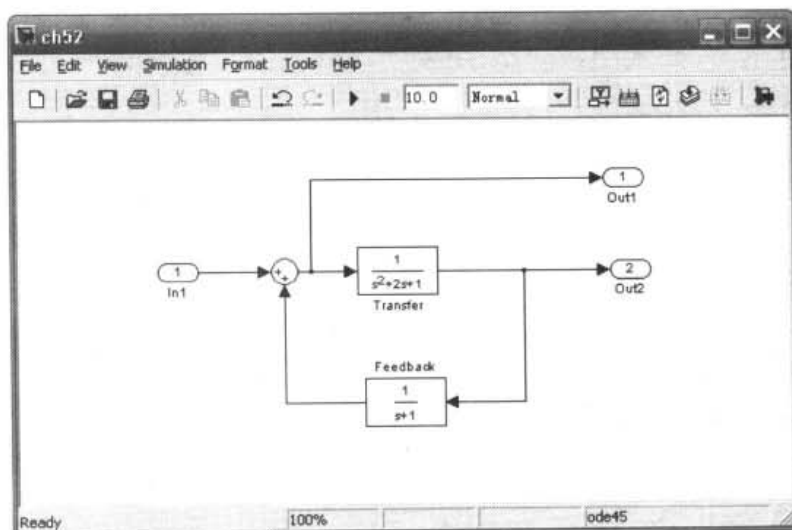 ch52
File Edit View Simulation Format Tools Help
10.0 Normal
1
Out1
1
In1
++
1
s²+2s+1
Transfer
2
Out2
Feedback
1
s+1
Ready 100% ode45